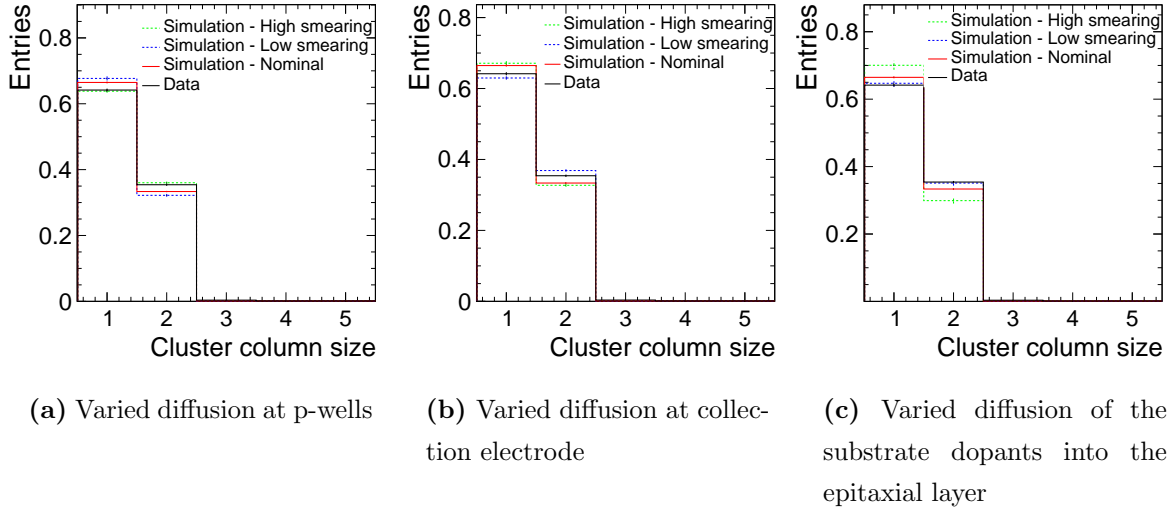 Entries
0.8
0.6
0.4
0.2
0
Simulation - High smearing
Simulation - Low smearing
Simulation - Nominal
Data
1 2 3 4 5
Cluster column size
(a) Varied diffusion at p-wells
Entries
0.8
0.6
0.4
0.2
0
Simulation - High smearing
Simulation - Low smearing
Simulation - Nominal
Data
1 2 3 4 5
Cluster column size
(b) Varied diffusion at collec-
tion electrode
Entries
0.8
0.6
0.4
0.2
Simulation - High smearing
Simulation - Low smearing
Simulation - Nominal
Data
1 2 3 4 5
Cluster column size
(c) Varied diffusion of the
substrate dopants into the
epitaxial layer